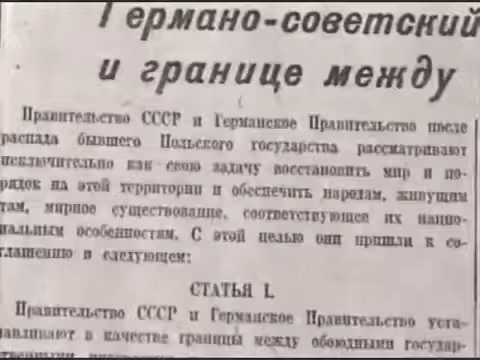 Германо-советский
и границе между
Правительство СССР и Германское Правительство после
распада бывшего Польского государства рассматривают
исключительно как свою задачу восстановить мир и по-
рядок на этой территории и обеспечить народам, живущим
там, мирное существование, соответствующее их нацио-
нальным особенностям. С этой целью они пришли к со-
глашению в следующем:
СТАТЬЯ I.
Правительство СССР и Германское Правительство уста-
навливают в качестве границы между обоюдными государ-